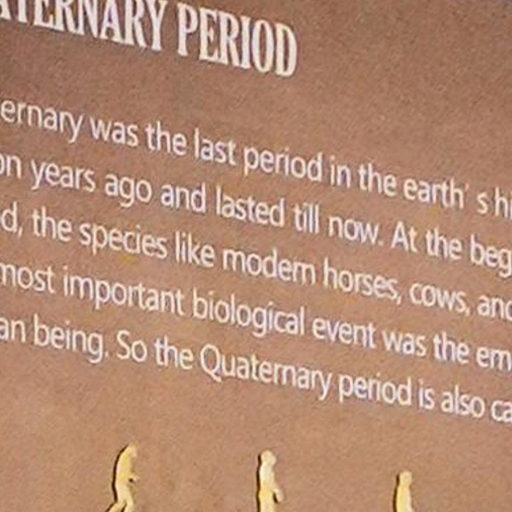 ATERNARY PERIOD
ernary was the last period in the earth' s hi
on years ago and lasted till now. At the beg
d, the species like modern horses, cows, and
most important biological event was the em
an being. So the Quaternary period is also ca